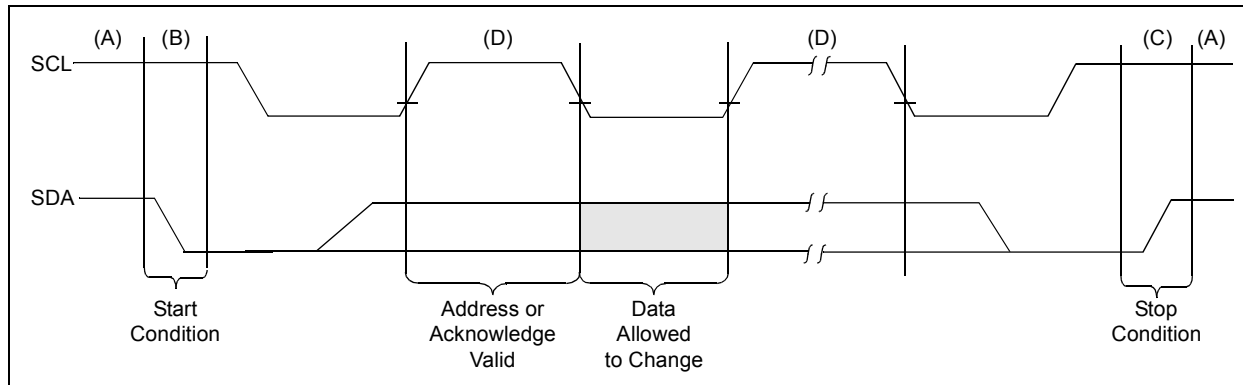 (A) (B) (D) (D) (C) (A)
SCL
SDA
Start
Condition
Address or
Acknowledge
Valid
Data
Allowed
to Change
Stop
Condition